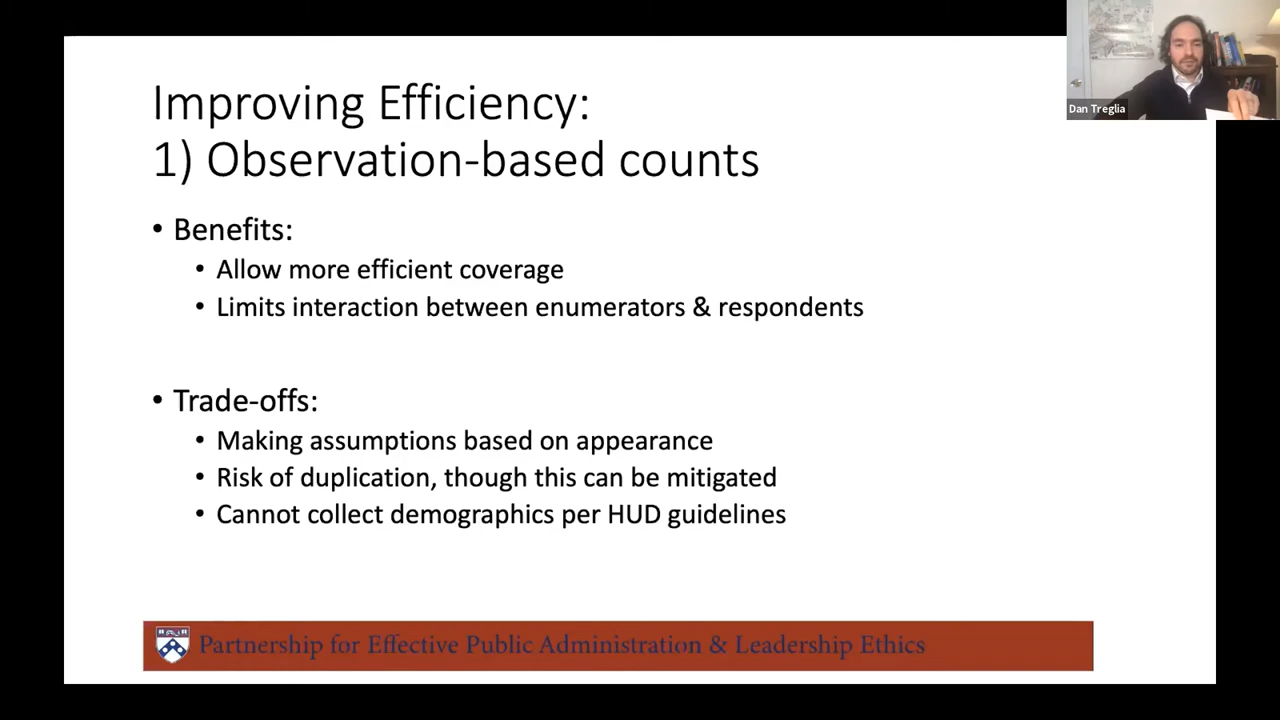 Improving Efficiency:
1) Observation-based counts
• Benefits:
• Allow more efficient coverage
• Limits interaction between enumerators & respondents
• Trade-offs:
• Making assumptions based on appearance
• Risk of duplication, though this can be mitigated
• Cannot collect demographics per HUD guidelines
Partnership for Effective Public Administration & Leadership Ethics
Dan Treglia